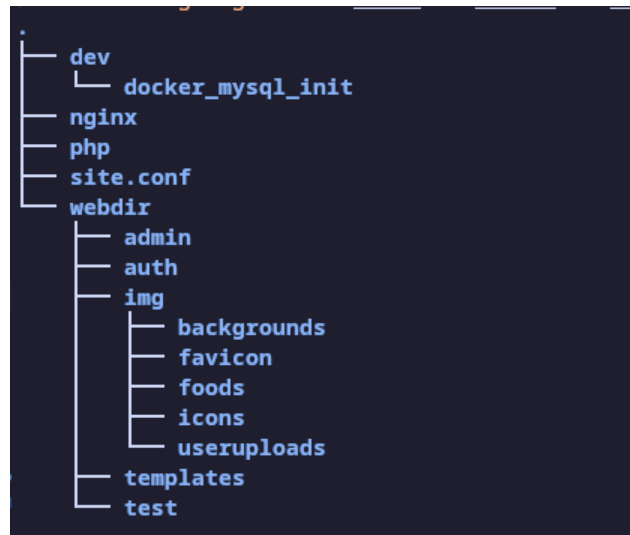 .
├── dev
│   └── docker_mysql_init
├── nginx
├── php
├── site.conf
└── webdir
    ├── admin
    ├── auth
    ├── img
    │   ├── backgrounds
    │   ├── favicon
    │   ├── foods
    │   ├── icons
    │   └── useruploads
    ├── templates
    └── test